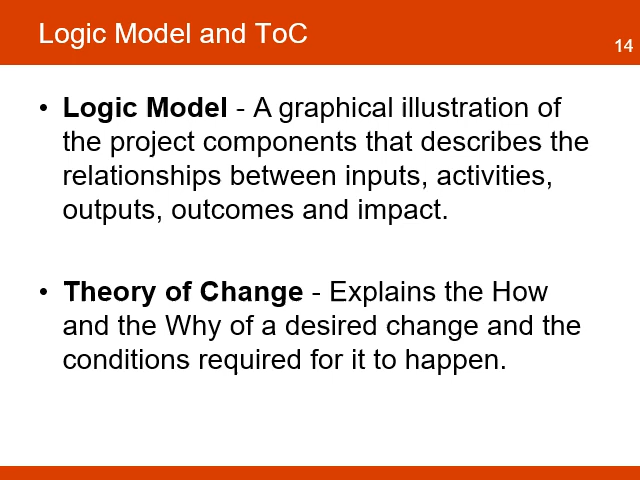 Logic Model and ToC
14
• Logic Model - A graphical illustration of
the project components that describes the
relationships between inputs, activities,
outputs, outcomes and impact.
• Theory of Change - Explains the How
and the Why of a desired change and the
conditions required for it to happen.